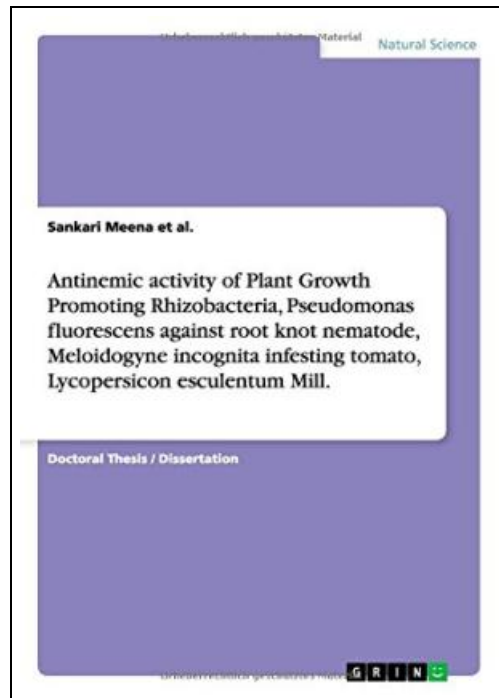 Material
Natural Science
Sankari Meena et al.
Antinemic activity of Plant Growth
Promoting Rhizobacteria, Pseudomonas
fluorescens against root knot nematode,
Meloidogyne incognita infesting tomato,
Lycopersicon esculentum Mill.
Doctoral Thesis / Dissertation
GRIN